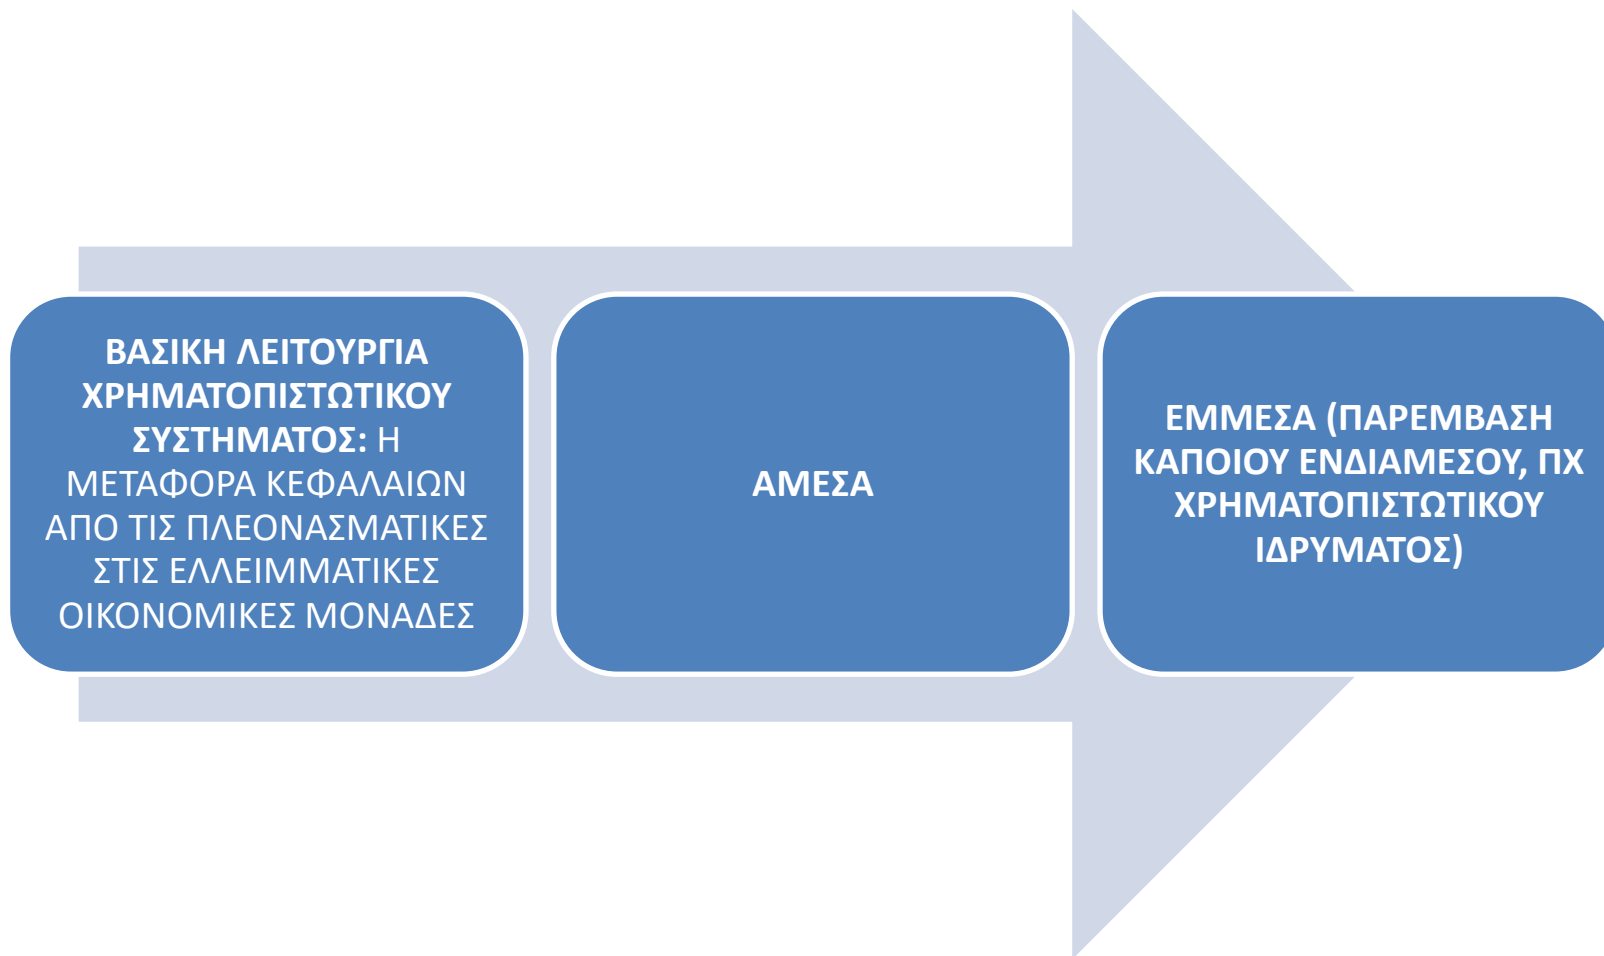 ΒΑΣΙΚΗ ΛΕΙΤΟΥΡΓΙΑ
ΧΡΗΜΑΤΟΠΙΣΤΩΤΙΚΟΥ
ΣΥΣΤΗΜΑΤΟΣ: Η
ΜΕΤΑΦΟΡΑ ΚΕΦΑΛΑΙΩΝ
ΑΠΟ ΤΙΣ ΠΛΕΟΝΑΣΜΑΤΙΚΕΣ
ΣΤΙΣ ΕΛΛΕΙΜΜΑΤΙΚΕΣ
ΟΙΚΟΝΟΜΙΚΕΣ ΜΟΝΑΔΕΣ
ΑΜΕΣΑ
ΕΜΜΕΣΑ (ΠΑΡΕΜΒΑΣΗ
ΚΑΠΟΙΟΥ ΕΝΔΙΑΜΕΣΟΥ, ΠΧ
ΧΡΗΜΑΤΟΠΙΣΤΩΤΙΚΟΥ
ΙΔΡΥΜΑΤΟΣ)